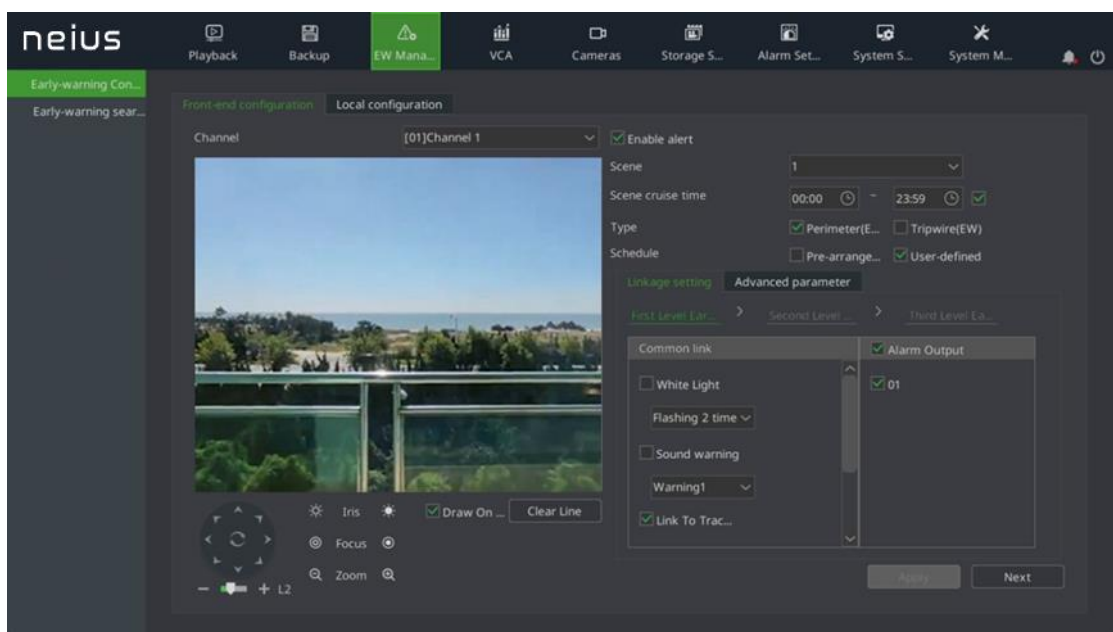 neius
Playback Backup EW Mana... VCA Cameras Storage S... Alarm Set... System S... System M...
Early-warning Con...
Early-warning sear...
Front-end configuration Local configuration
Channel [01]Channel 1 Enable alert
Scene 1
Scene cruise time 00:00 ~ 23:59
Type Perimeter(E... Tripwire(EW)
Schedule Pre-arrange... User-defined
Linkage setting Advanced parameter
First Level Ear... > Second Level ... > Third Level Ea...
Common link Alarm Output
White Light 01
Flashing 2 time
Sound warning
Warning1
Link To Trac...
Iris Draw On ... Clear Line
Focus
Zoom
− + L2
Apply Next